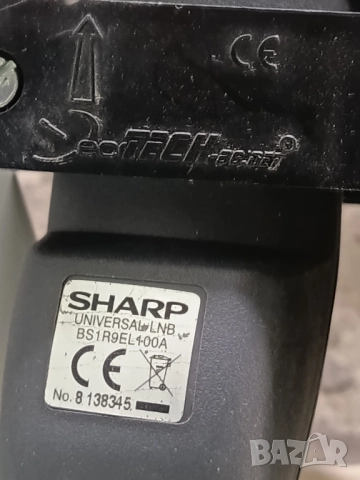 CE
SHARP
UNIVERSAL LNB
BS1R9EL100A
CE
No. 8 138345
BAZAR